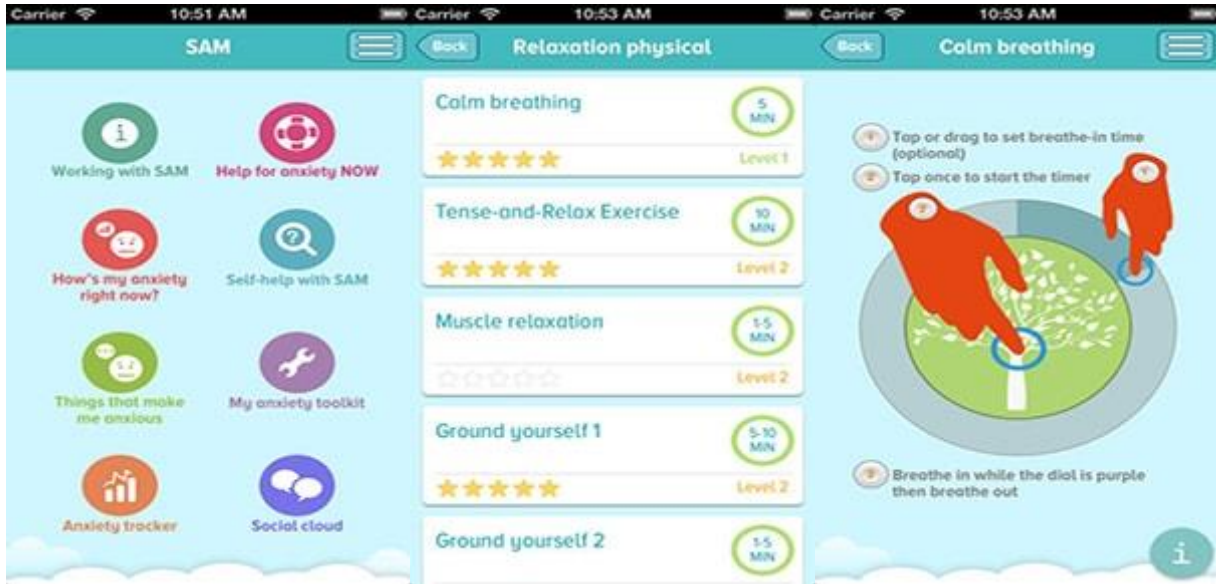 Carrier 10:51 AM
SAM
i
Working with SAM
Help for anxiety NOW
How's my anxiety
right now?
?
Self-help with SAM
Things that make
me anxious
My anxiety toolkit
Anxiety tracker
Social cloud
Carrier 10:53 AM
Back
Relaxation physical
Calm breathing
5
MIN
Level 1
Tense-and-Relax Exercise
10
MIN
Level 2
Muscle relaxation
1-5
MIN
Level 2
Ground yourself 1
5-10
MIN
Level 2
Ground yourself 2
1-5
MIN
Carrier 10:53 AM
Back
Calm breathing
Tap or drag to set breathe-in time
(optional)
Tap once to start the timer
Breathe in while the dial is purple
then breathe out
i